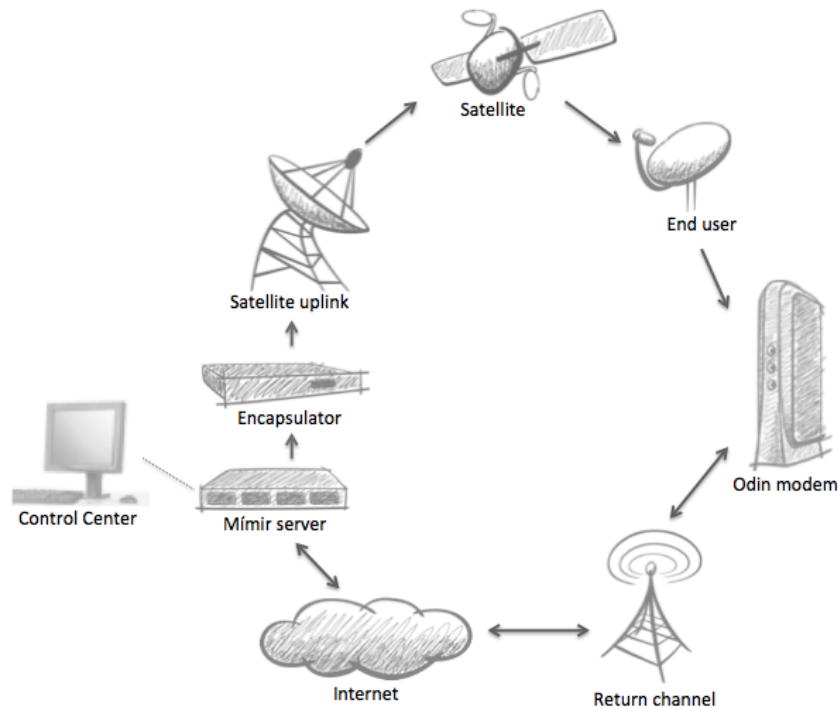 Satellite
End user
Satellite uplink
Encapsulator
Odin modem
Control Center
Mímir server
Internet
Return channel